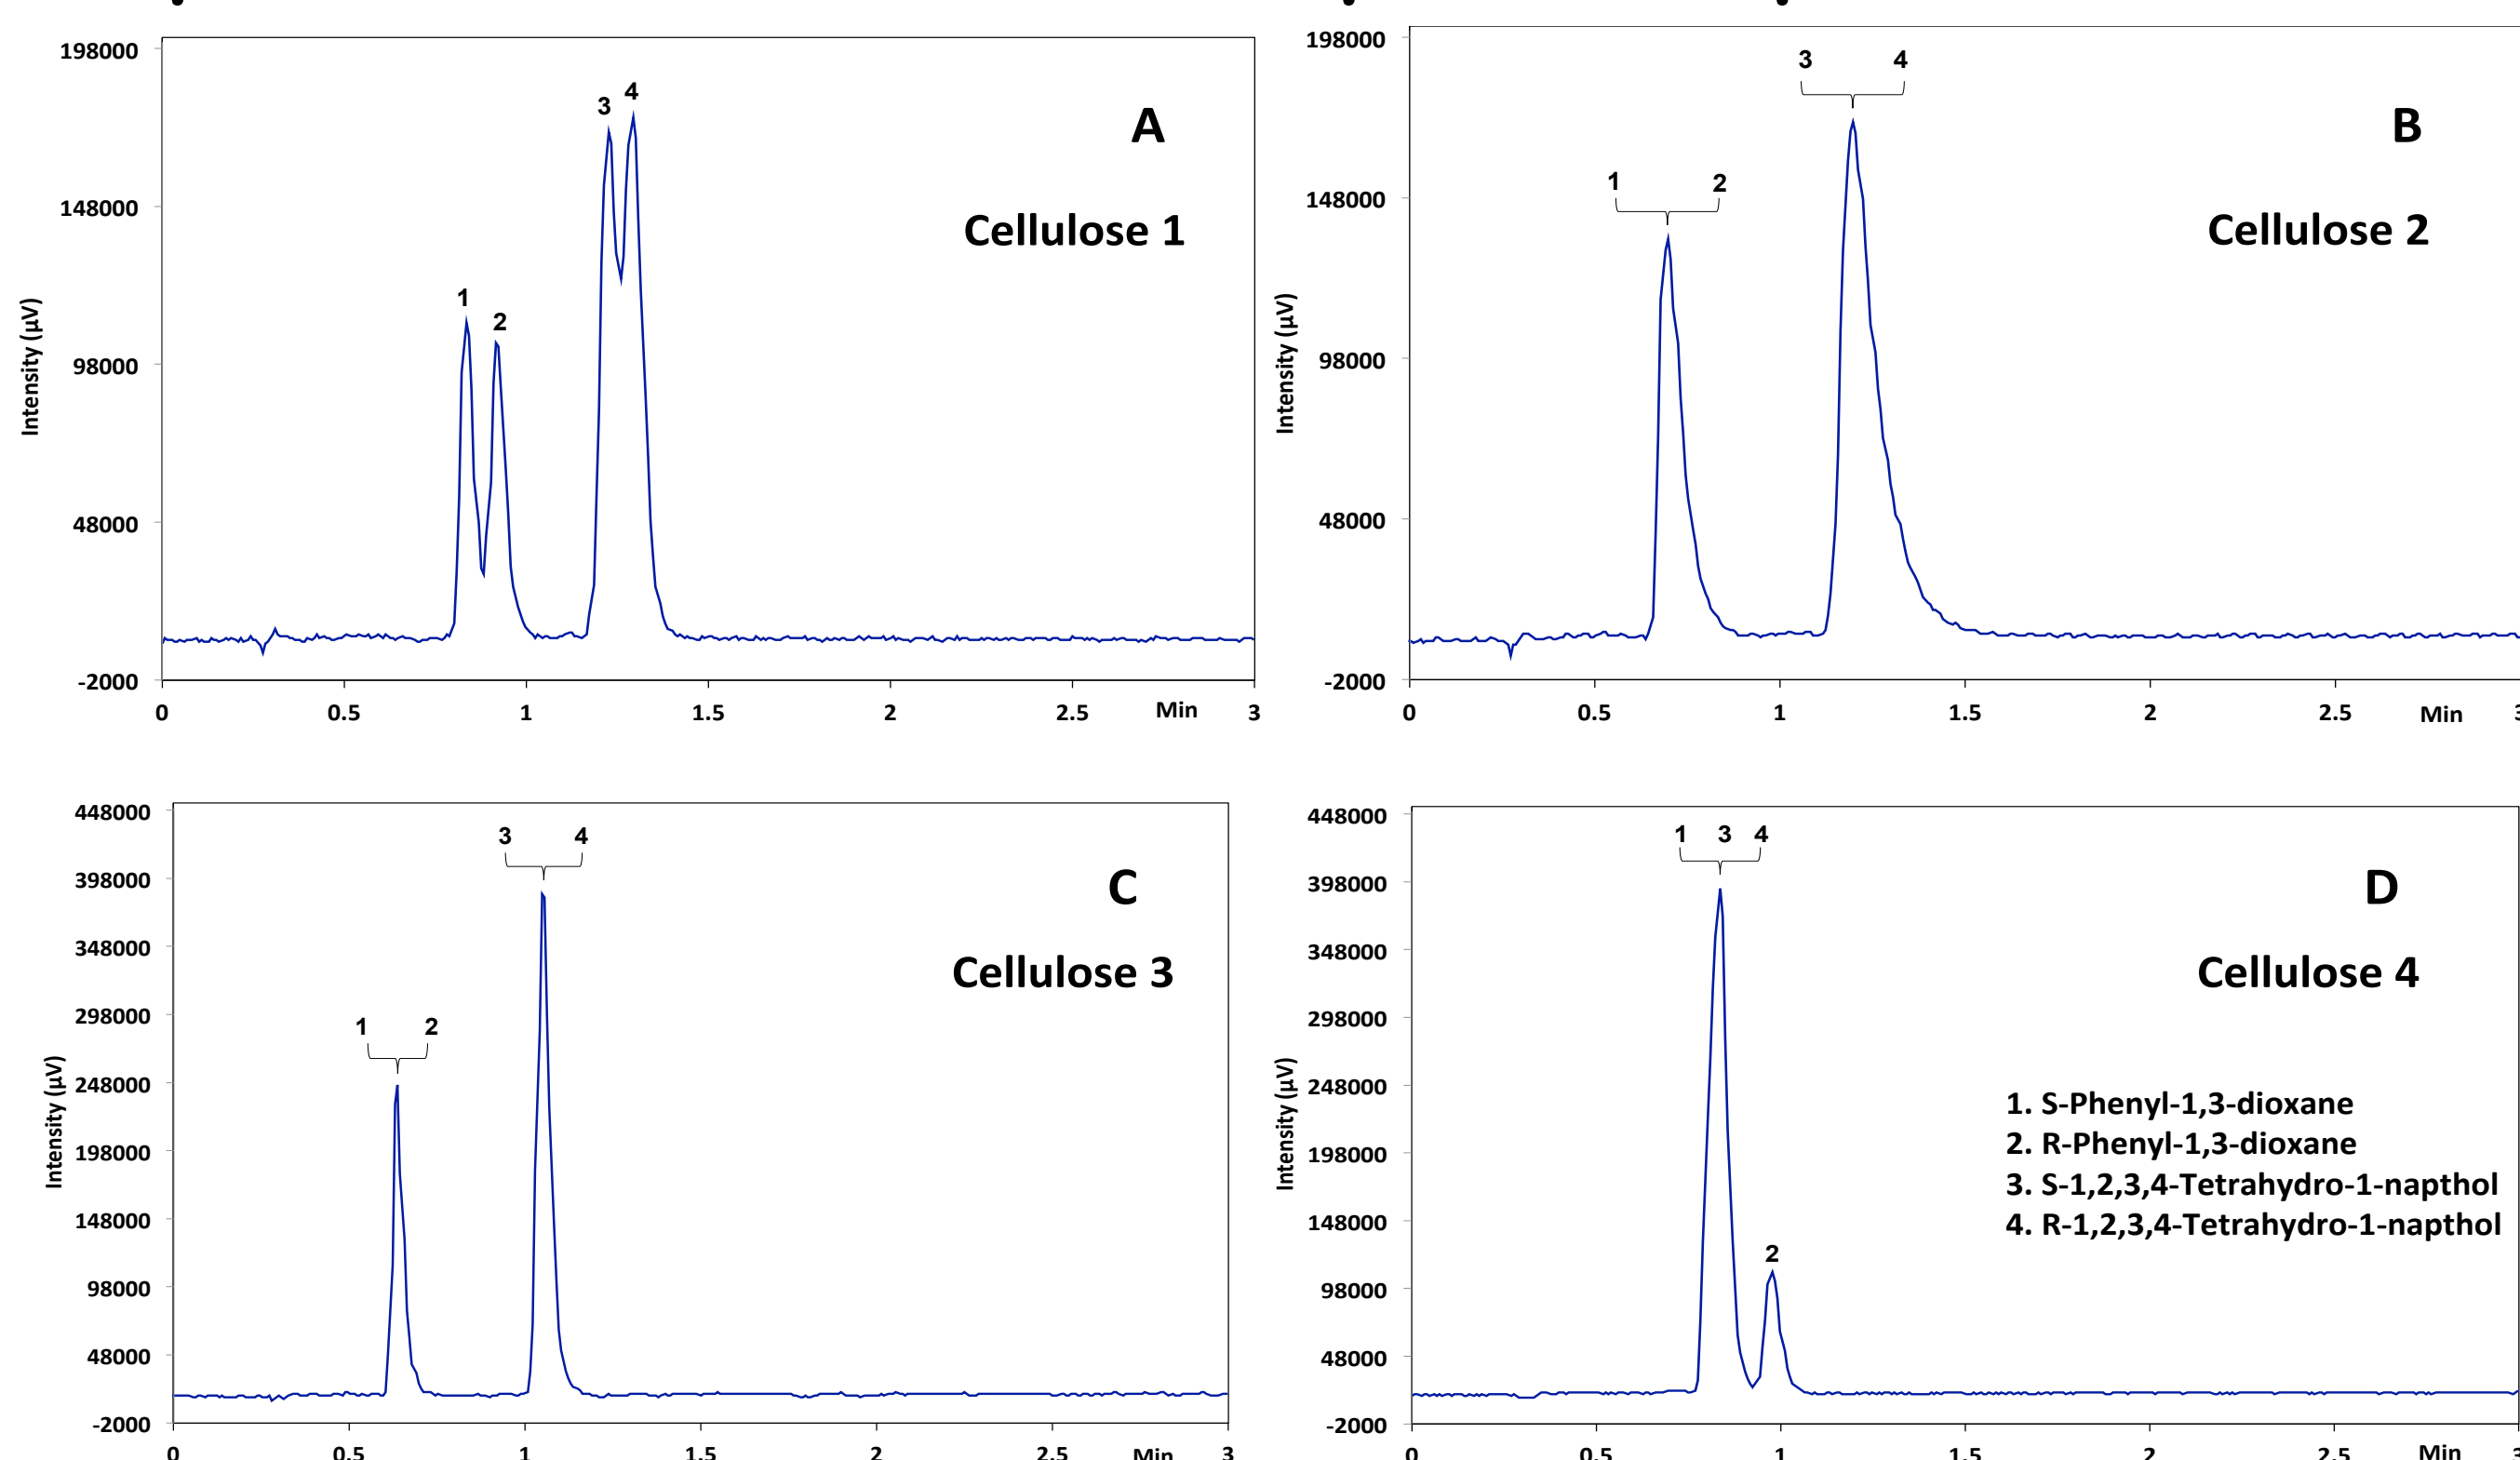 A
Cellulose 1
Intensity (µV)
198000
148000
98000
48000
-2000
1
2
3
4
0 0.5 1 1.5 2 2.5 Min 3
B
Cellulose 2
Intensity (µV)
198000
148000
98000
48000
-2000
1 2
3 4
0 0.5 1 1.5 2 2.5 Min
C
Cellulose 3
Intensity (µV)
448000
398000
348000
298000
248000
198000
148000
98000
48000
-2000
1 2
3 4
0 0.5 1 1.5 2 2.5 Min 3
D
Cellulose 4
Intensity (µV)
448000
398000
348000
298000
248000
198000
148000
98000
48000
-2000
1 3 4
2
1. S-Phenyl-1,3-dioxane
2. R-Phenyl-1,3-dioxane
3. S-1,2,3,4-Tetrahydro-1-napthol
4. R-1,2,3,4-Tetrahydro-1-napthol
0 0.5 1 1.5 2 2.5 Min